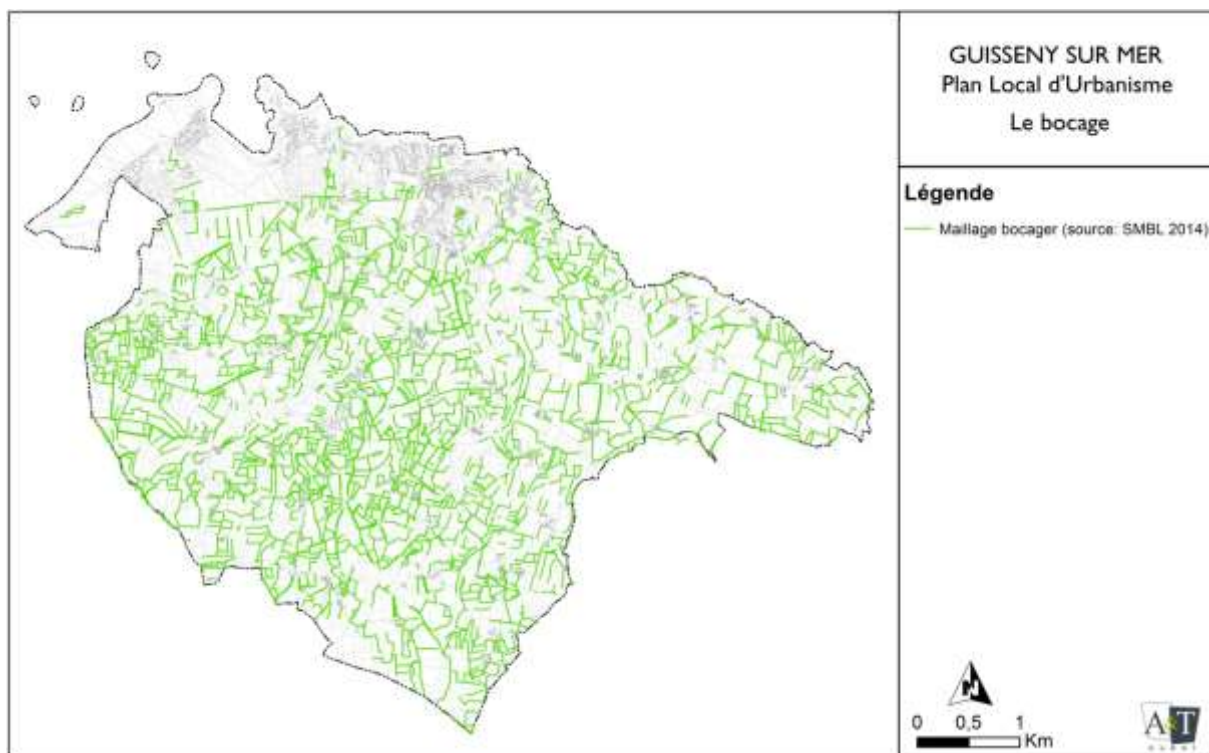 GUISSENY SUR MER
Plan Local d'Urbanisme
Le bocage
Légende
Maillage bocager (source: SMBL 2014)
N
0 0,5 1
Km
A&T
OUEST